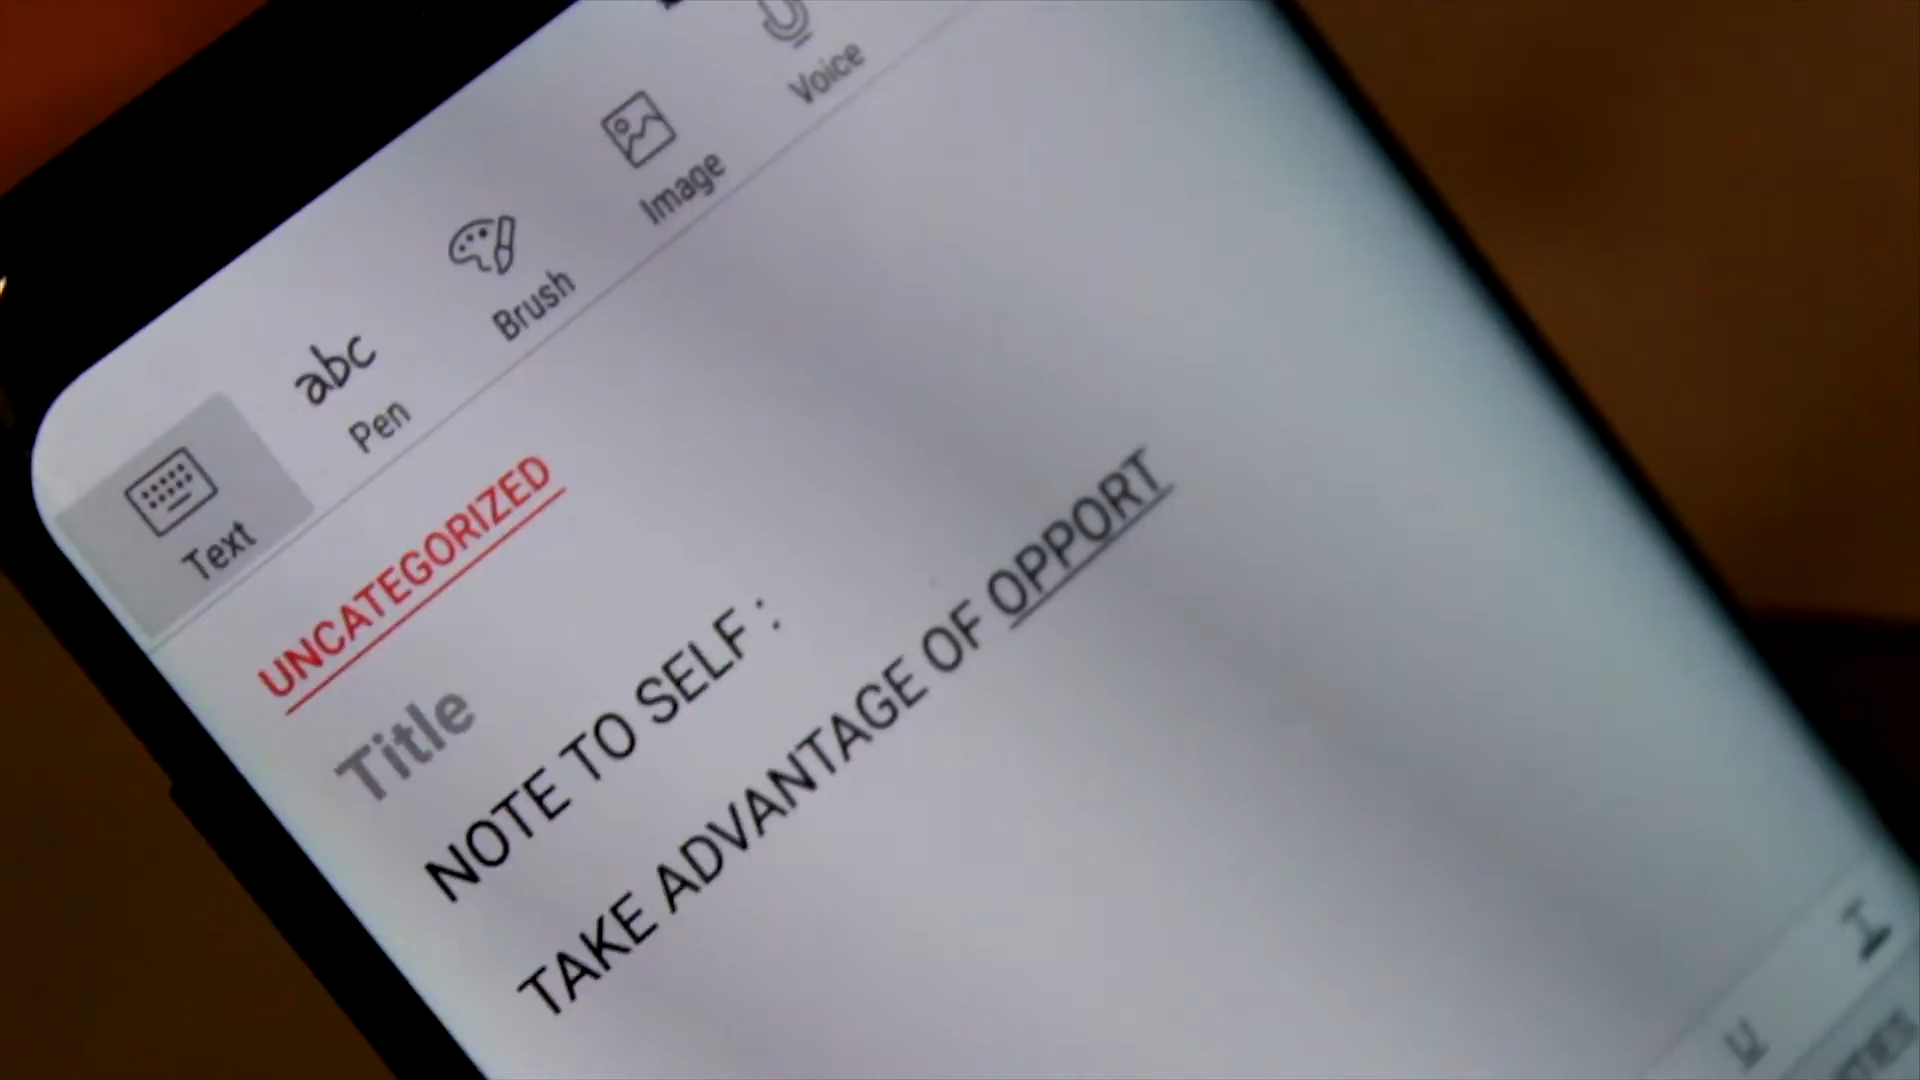 Voice
Image
Brush
abc
Pen
Text
UNCATEGORIZED
Title
NOTE TO SELF :
TAKE ADVANTAGE OF OPPORT
I
U